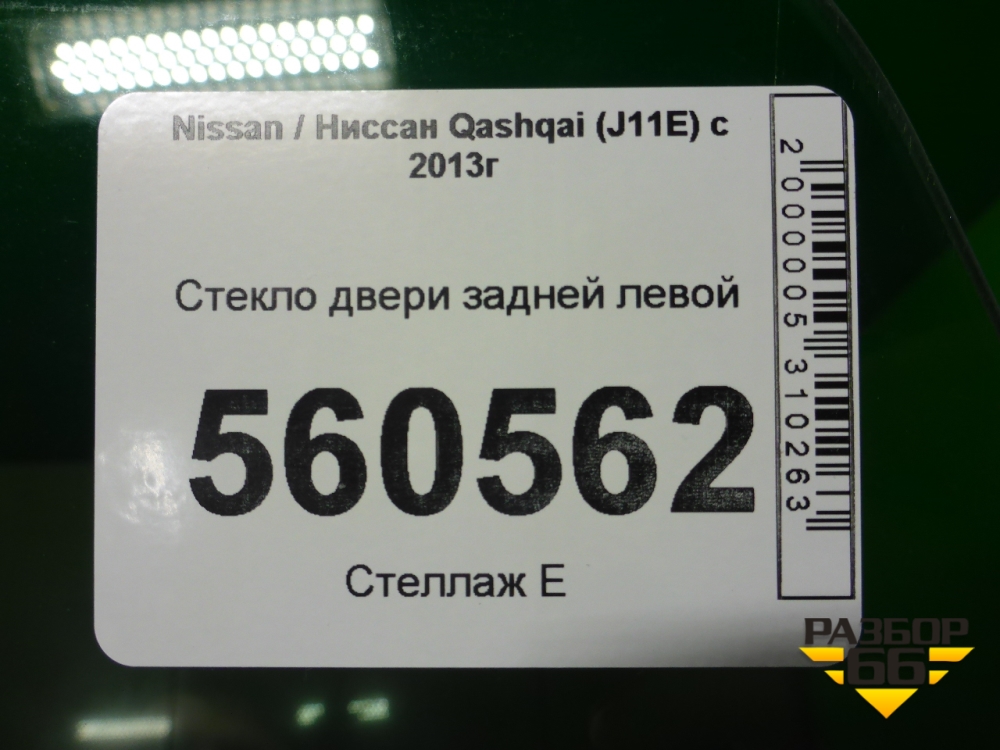 Nissan / Ниссан Qashqai (J11E) с
2013г
Стекло двери задней левой
560562
Стеллаж Е
2000005310263
РАЗБОР
66